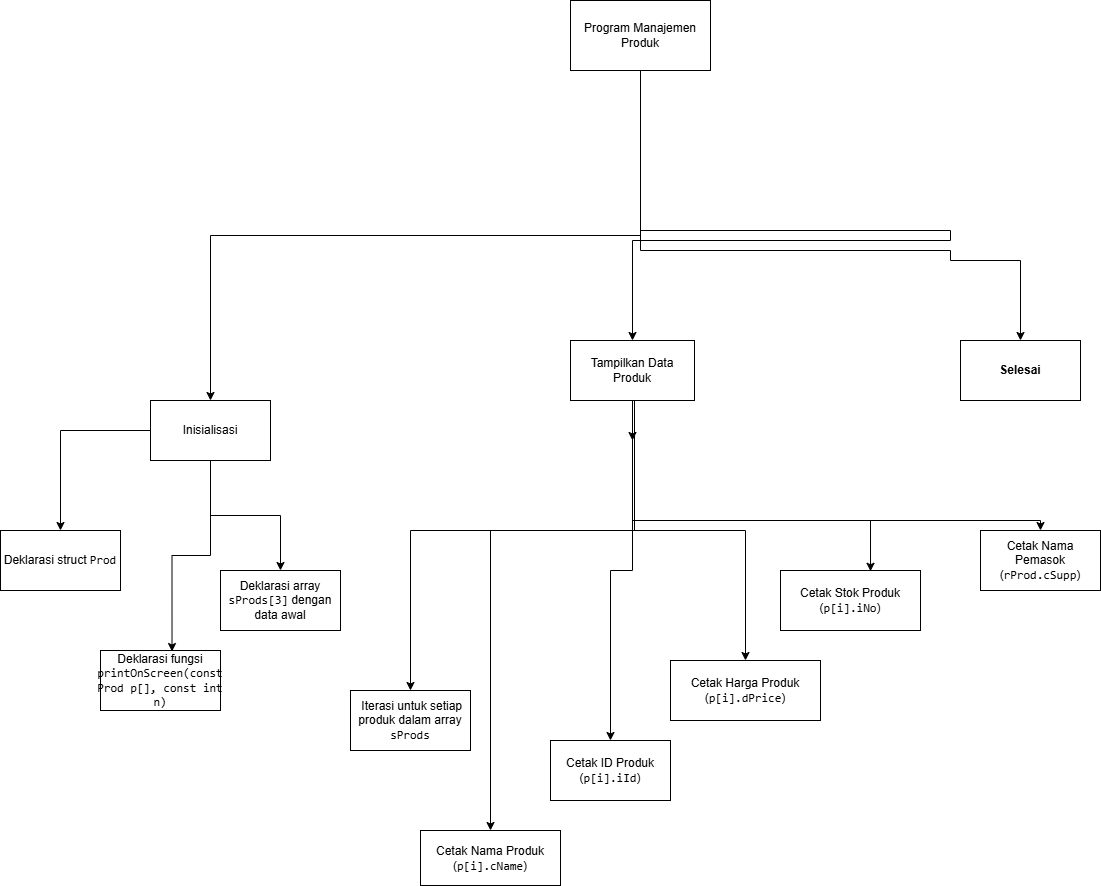 Program Manajemen
Produk
Tampilkan Data
Produk
Selesai
Inisialisasi
Deklarasi struct Prod
Deklarasi array
sProds[3] dengan
data awal
Deklarasi fungsi
printOnScreen(const
Prod p[], const int
n)
Cetak Nama
Pemasok
(rProd.cSupp)
Cetak Stok Produk
(p[i].iNo)
Cetak Harga Produk
(p[i].dPrice)
Iterasi untuk setiap
produk dalam array
sProds
Cetak ID Produk
(p[i].iId)
Cetak Nama Produk
(p[i].cName)